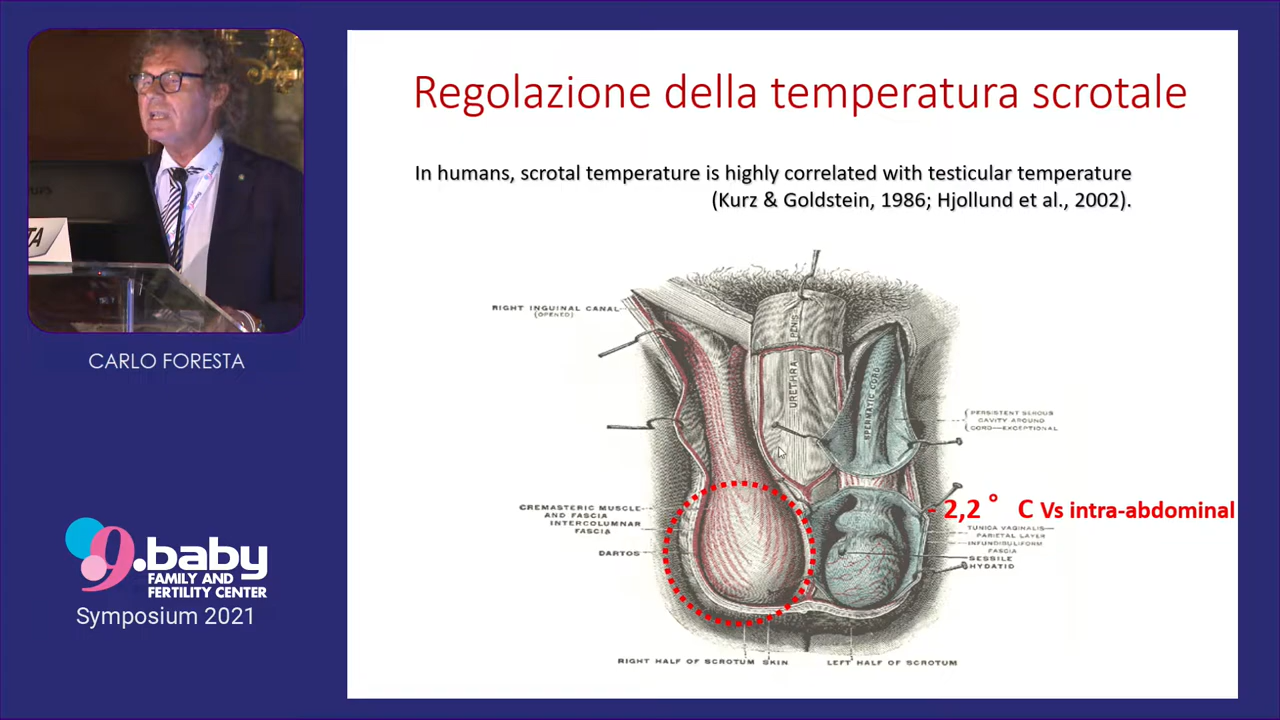 Regolazione della temperatura scrotale
In humans, scrotal temperature is highly correlated with testicular temperature
(Kurz & Goldstein, 1986; Hjollund et al., 2002).
TA
CARLO FORESTA
9.baby
FAMILY AND
FERTILITY CENTER
Symposium 2021
RIGHT INGUINAL CANAL
(OPENED)
PENIS
URETHRA
SPERMATIC CORD
PERSISTENT SEROUS
CAVITY AROUND
CORD—EXCEPTIONAL
CREMASTERIC MUSCLE
AND FASCIA
INTERCOLUMNAR
FASCIA
DARTOS
- 2,2 ° C Vs intra-abdominal
TUNICA VAGINALIS—
PARIETAL LAYER
INFUNDIBULIFORM
FASCIA
SESSILE
HYDATID
RIGHT HALF OF SCROTUM SKIN
LEFT HALF OF SCROTUM